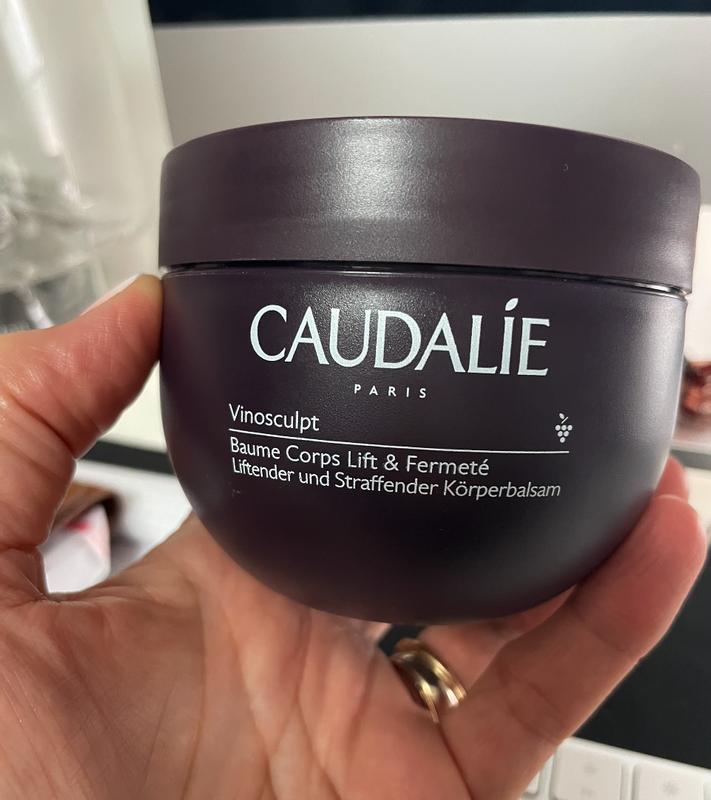 CAUDALÍE
PARIS
Vinosculpt
Baume Corps Lift & Fermeté
Liftender und Straffender Körperbalsam